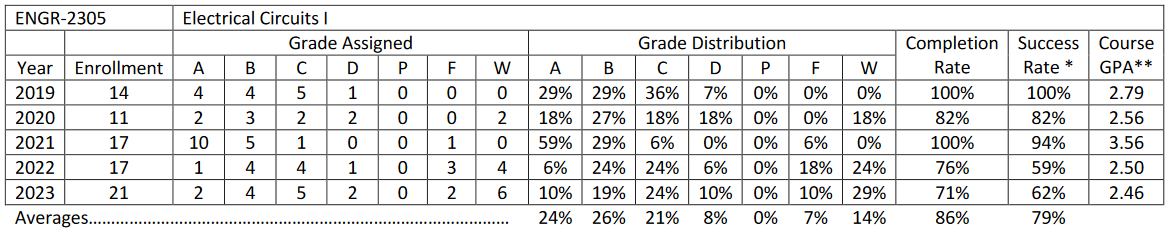 ENGR-2305 Electrical Circuits I
Grade Assigned Grade Distribution Completion Success Course
Year Enrollment A B C D P F W A B C D P F W Rate Rate * GPA**
2019 14 4 4 5 1 0 0 0 29% 29% 36% 7% 0% 0% 0% 100% 100% 2.79
2020 11 2 3 2 2 0 0 2 18% 27% 18% 18% 0% 0% 18% 82% 82% 2.56
2021 17 10 5 1 0 0 1 0 59% 29% 6% 0% 0% 6% 0% 100% 94% 3.56
2022 17 1 4 4 1 0 3 4 6% 24% 24% 6% 0% 18% 24% 76% 59% 2.50
2023 21 2 4 5 2 0 2 6 10% 19% 24% 10% 0% 10% 29% 71% 62% 2.46
Averages……………………………………………………………………………………… 24% 26% 21% 8% 0% 7% 14% 86% 79%